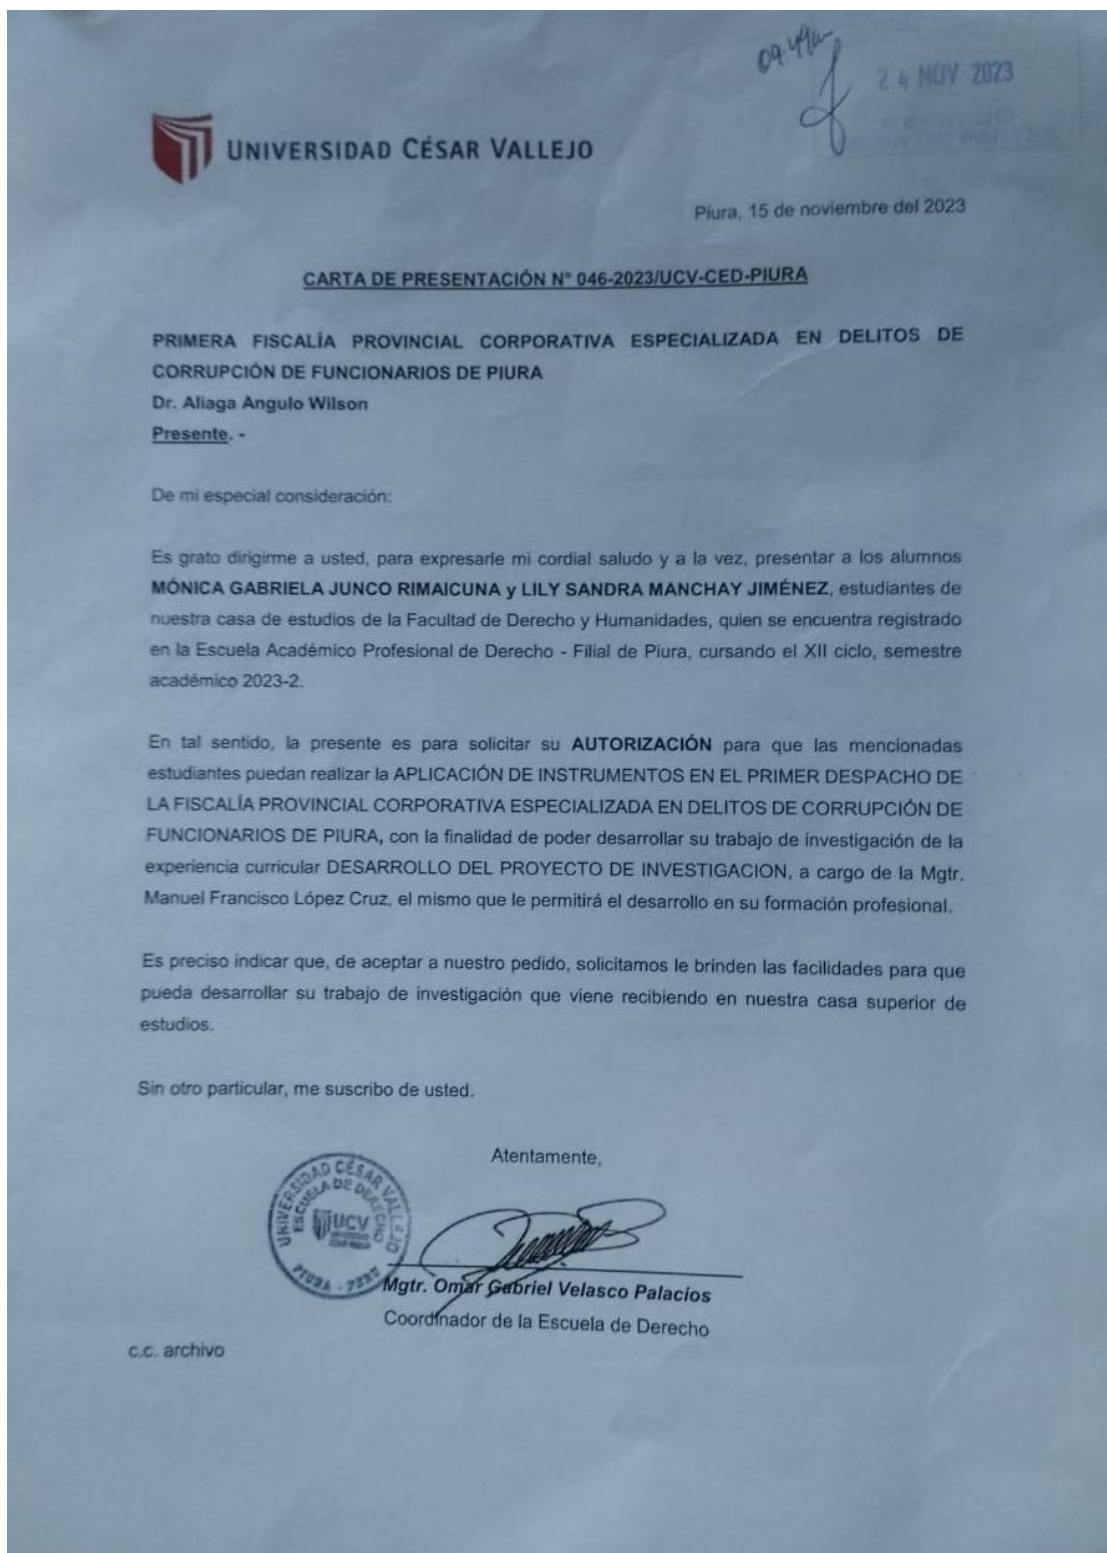 09:49am
24 NOV 2023
RECIBIDO
MESA DE PARTES
UNIVERSIDAD CÉSAR VALLEJO
Piura, 15 de noviembre del 2023
CARTA DE PRESENTACIÓN N° 046-2023/UCV-CED-PIURA
PRIMERA FISCALÍA PROVINCIAL CORPORATIVA ESPECIALIZADA EN DELITOS DE
CORRUPCIÓN DE FUNCIONARIOS DE PIURA
Dr. Aliaga Angulo Wilson
Presente. -
De mi especial consideración:
Es grato dirigirme a usted, para expresarle mi cordial saludo y a la vez, presentar a los alumnos
MÓNICA GABRIELA JUNCO RIMAICUNA y LILY SANDRA MANCHAY JIMÉNEZ, estudiantes de
nuestra casa de estudios de la Facultad de Derecho y Humanidades, quien se encuentra registrado
en la Escuela Académico Profesional de Derecho - Filial de Piura, cursando el XII ciclo, semestre
académico 2023-2.
En tal sentido, la presente es para solicitar su AUTORIZACIÓN para que las mencionadas
estudiantes puedan realizar la APLICACIÓN DE INSTRUMENTOS EN EL PRIMER DESPACHO DE
LA FISCALÍA PROVINCIAL CORPORATIVA ESPECIALIZADA EN DELITOS DE CORRUPCIÓN DE
FUNCIONARIOS DE PIURA, con la finalidad de poder desarrollar su trabajo de investigación de la
experiencia curricular DESARROLLO DEL PROYECTO DE INVESTIGACION, a cargo de la Mgtr.
Manuel Francisco López Cruz, el mismo que le permitirá el desarrollo en su formación profesional.
Es preciso indicar que, de aceptar a nuestro pedido, solicitamos le brinden las facilidades para que
pueda desarrollar su trabajo de investigación que viene recibiendo en nuestra casa superior de
estudios.
Sin otro particular, me suscribo de usted.
Atentamente,
UNIVERSIDAD CÉSAR VALLEJO
ESCUELA DE DERECHO
UCV
PIURA - PERU
Mgtr. Omar Gabriel Velasco Palacios
Coordinador de la Escuela de Derecho
c.c. archivo